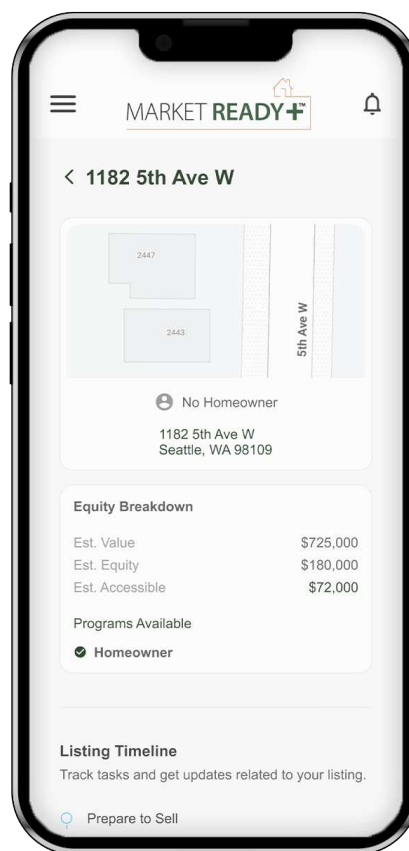 MARKET READY+™
1182 5th Ave W
2447
2443
5th Ave W
No Homeowner
1182 5th Ave W
Seattle, WA 98109
Equity Breakdown
Est. Value $725,000
Est. Equity $180,000
Est. Accessible $72,000
Programs Available
Homeowner
Listing Timeline
Track tasks and get updates related to your listing.
Prepare to Sell